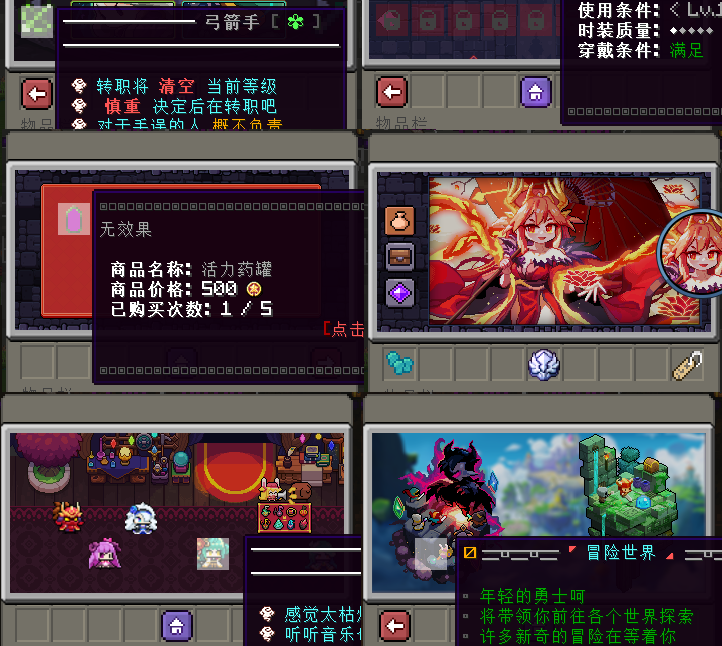 弓箭手 [ ]
转职将 清空 当前等级
慎重 决定后在转职吧
对于手误的人 概不负责
物品
使用条件: < Lv.1
时装质量:
穿戴条件: 满足
物品栏
无效果
商品名称: 活力药罐
商品价格: 500
已购买次数: 1 / 5
[点击
感觉太枯
听听音乐
冒险世界
年轻的勇士呵
将带领你前往各个世界探索
许多新奇的冒险在等着你